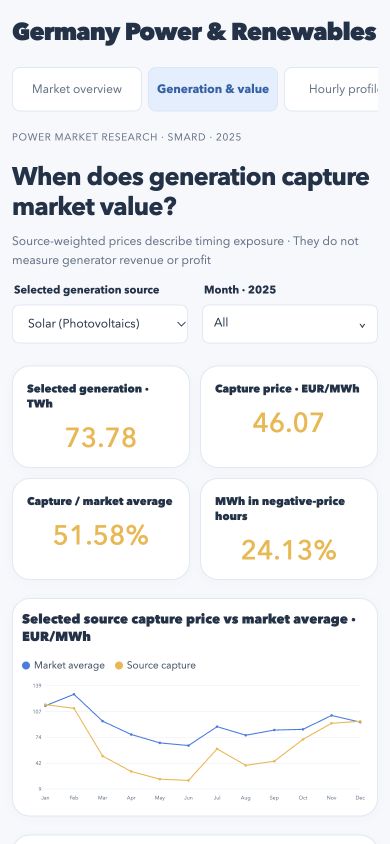 Germany Power & Renewables
Market overview
Generation & value
Hourly profile
POWER MARKET RESEARCH · SMARD · 2025
When does generation capture
market value?
Source-weighted prices describe timing exposure · They do not
measure generator revenue or profit
Selected generation source
Month · 2025
Solar (Photovoltaics)
All
Selected generation ·
TWh
73.78
Capture price · EUR/MWh
46.07
Capture / market average
51.58%
MWh in negative-price
hours
24.13%
Selected source capture price vs market average ·
EUR/MWh
Market average
Source capture
139
107
74
42
Jan
Feb
Mar
Apr
May
Jun
Jul
Aug
Sep
Oct
Nov
Dec